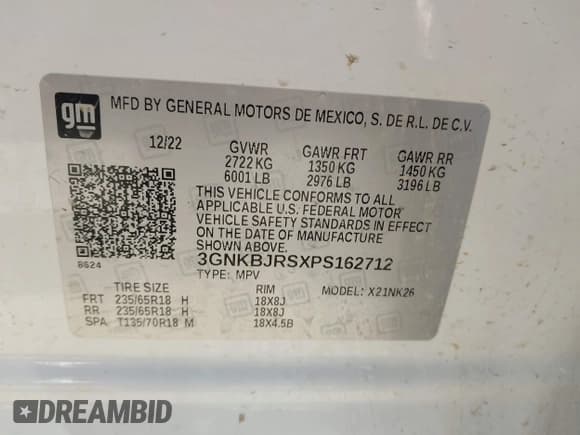 gm
MFD BY GENERAL MOTORS DE MEXICO, S. DE R.L. DE C.V.
12/22 GVWR GAWR FRT GAWR RR
2722 KG 1350 KG 1450 KG
6001 LB 2976 LB 3196 LB
THIS VEHICLE CONFORMS TO ALL
APPLICABLE U.S. FEDERAL MOTOR
VEHICLE SAFETY STANDARDS IN EFFECT
ON THE DATE OF MANUFACTURE
SHOWN ABOVE.
8624
3GNKBJRSXPS162712
TYPE: MPV MODEL: X21NK26
TIRE SIZE RIM
FRT 235/65R18 H 18X8J
RR 235/65R18 H 18X8J
SPA T135/70R18 M 18X4.5B
DREAMBID